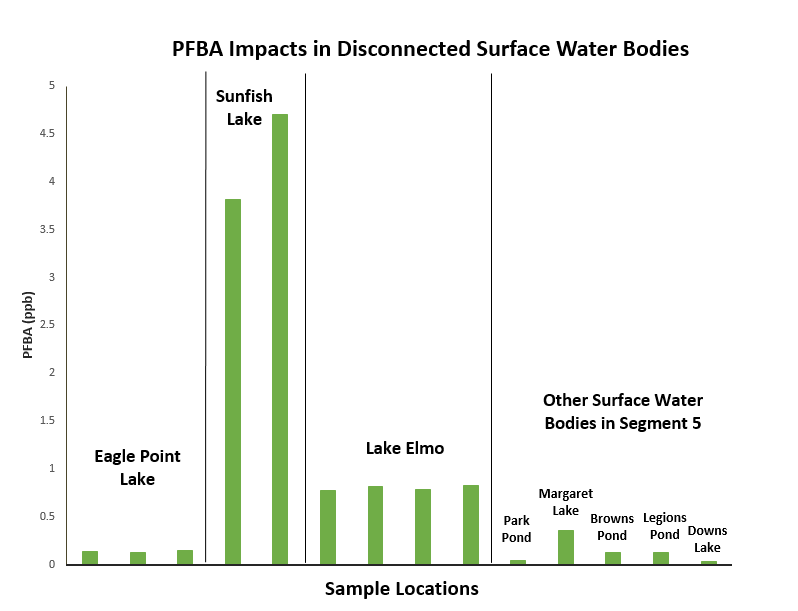 PFBA Impacts in Disconnected Surface Water Bodies
5
4.5
4
3.5
3
2.5
2
1.5
1
0.5
0
PFBA (ppb)
Eagle Point
Lake
Sunfish
Lake
Lake Elmo
Other Surface Water
Bodies in Segment 5
Park
Pond
Margaret
Lake
Browns
Pond
Legions
Pond
Downs
Lake
Sample Locations